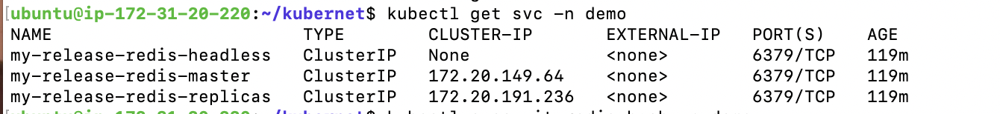 [ubuntu@ip-172-31-20-220:~/kubernet$ kubectl get svc -n demo
NAME TYPE CLUSTER-IP EXTERNAL-IP PORT(S) AGE
my-release-redis-headless ClusterIP None <none> 6379/TCP 119m
my-release-redis-master ClusterIP 172.20.149.64 <none> 6379/TCP 119m
my-release-redis-replicas ClusterIP 172.20.191.236 <none> 6379/TCP 119m